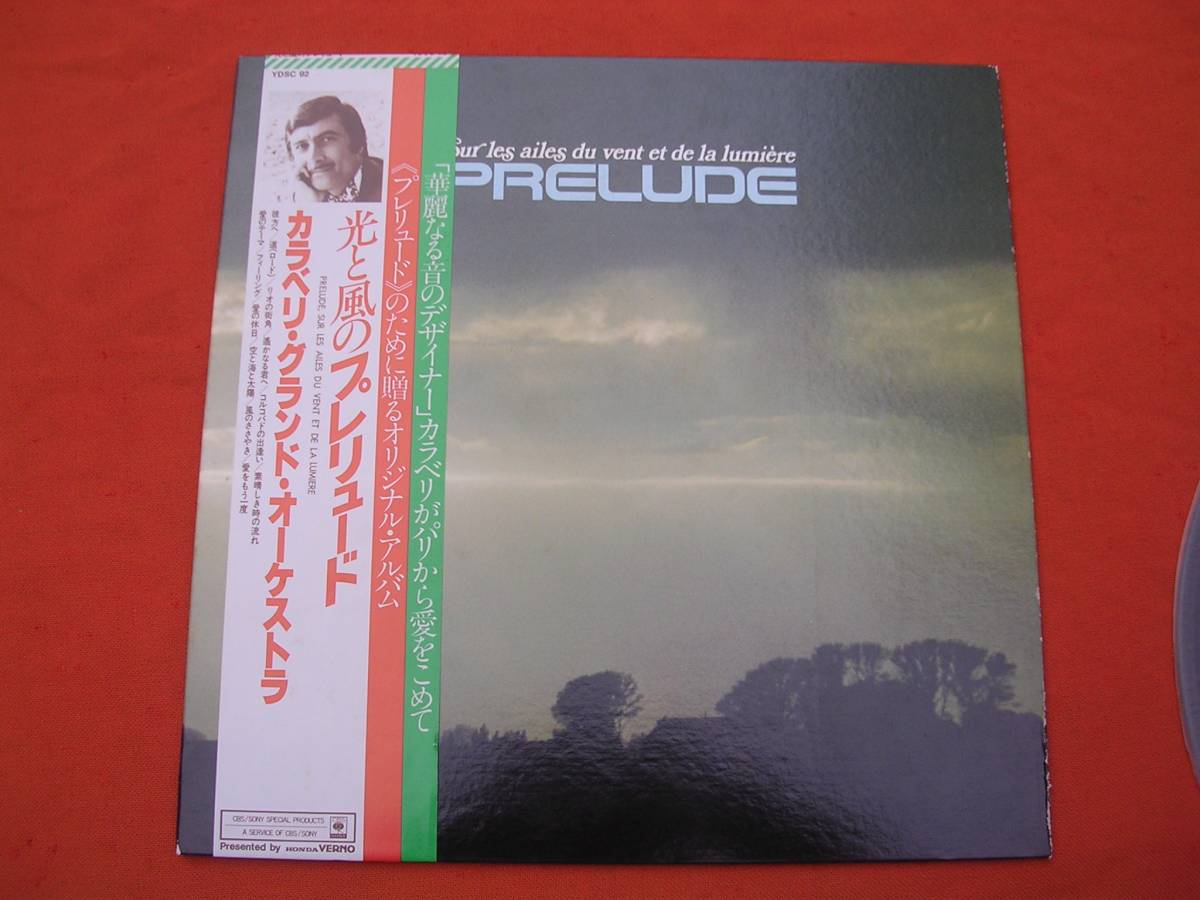 YDSC 92
「華麗なる音のデザイナー」カラベリがパリから愛をこめて
《プレリュード》のために贈るオリジナル・アルバム
光と風のプレリュード
PRELUDE, SUR LES AILES DU VENT ET DE LA LUMIERE
カラベリ・グランド・オーケストラ
彼方へ/道(ロード)/リオの街角/遙かなる君へ/コルコバドの出逢い/素晴しき時の流れ
愛のテーマ/フィーリング/愛の休日/空と海と太陽/風のささやき/愛をもう一度
CBS/SONY SPECIAL PRODUCTS
A SERVICE OF CBS/SONY
Presented by HONDA VERNO
Sur les ailes du vent et de la lumière
PRELUDE